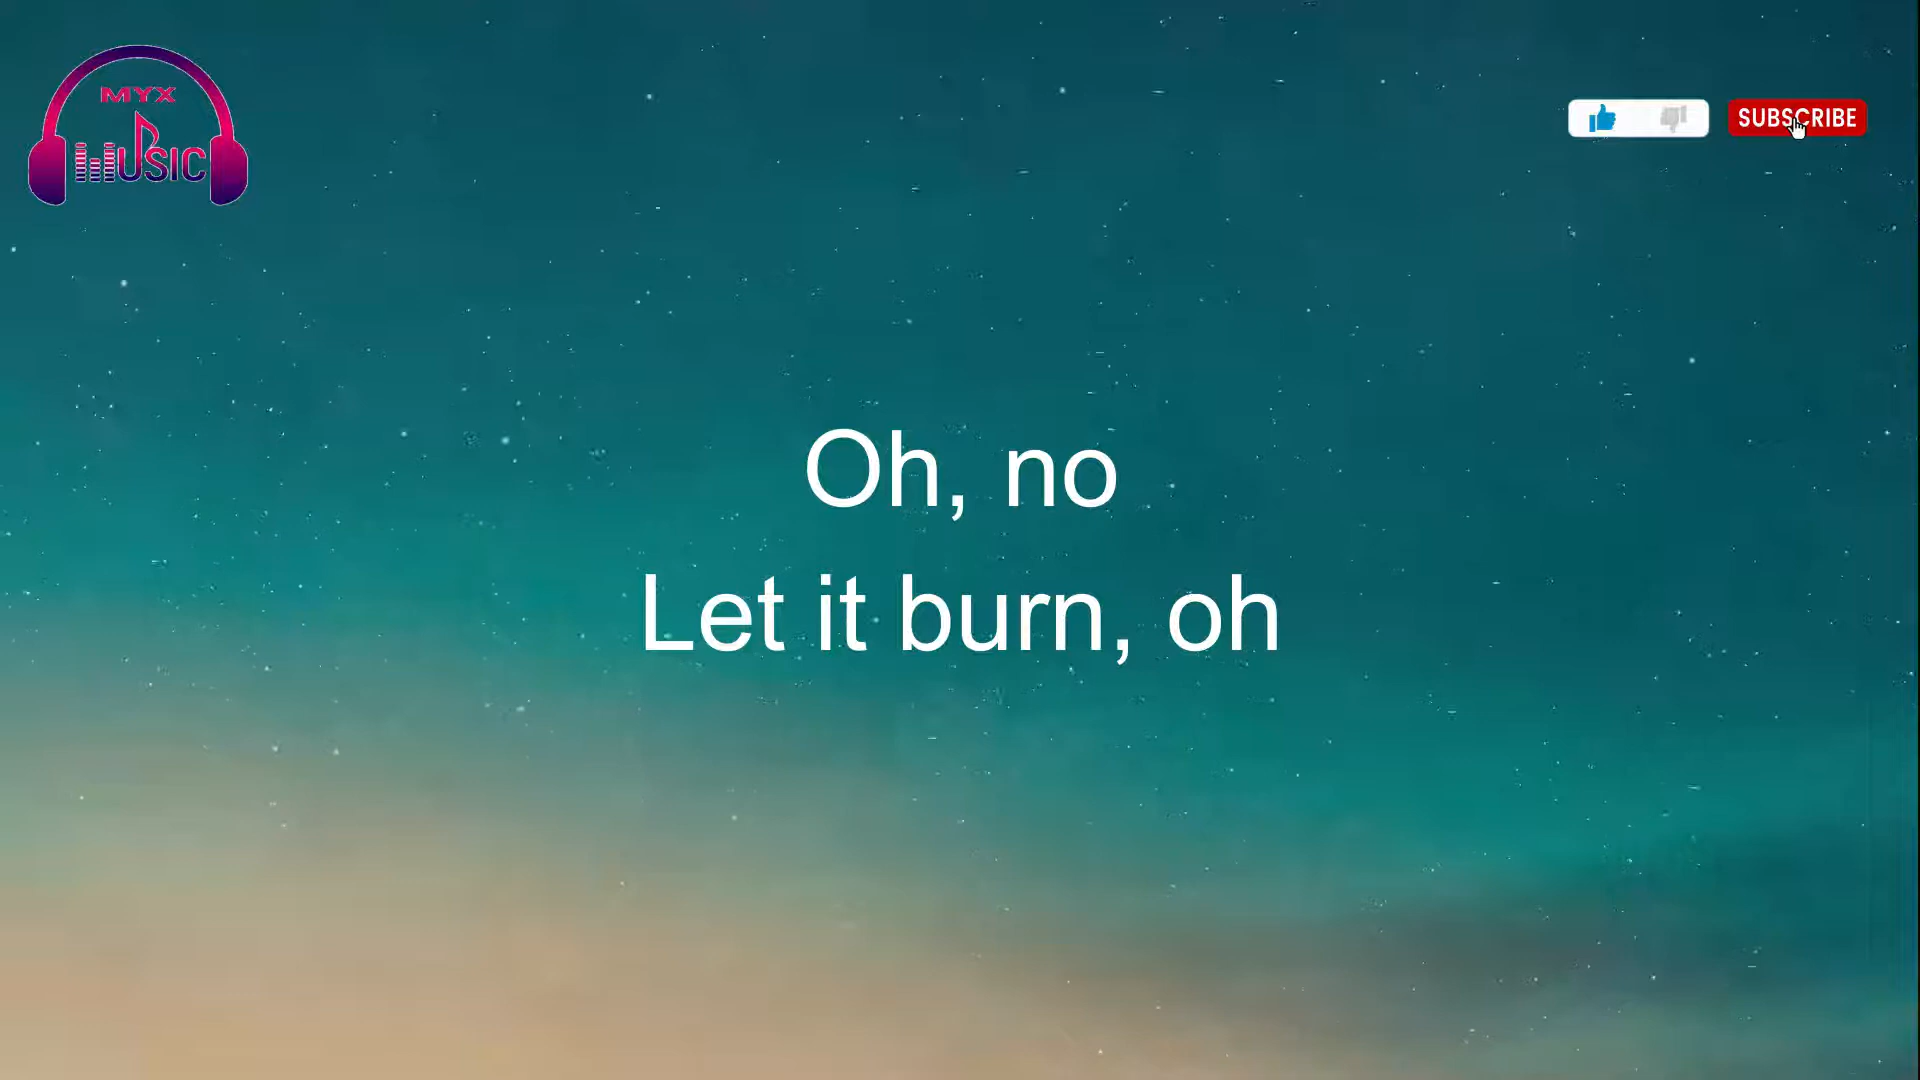 MYX
MUSIC
SUBSCRIBE
Oh, no
Let it burn, oh